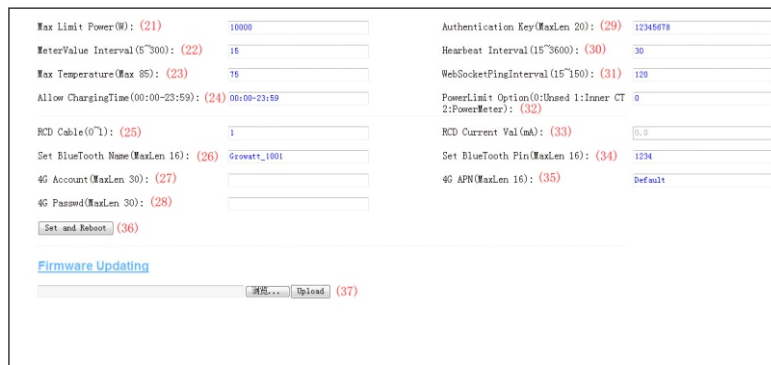 Max Limit Power(W): (21) 10000 Authentication Key(MaxLen 20): (29) 12345678
MeterValue Interval(5~300): (22) 15 Hearbeat Interval(15~3600): (30) 30
Max Temperature(Max 85): (23) 75 WebSocketPingInterval(15~150): (31) 120
Allow ChargingTime(00:00-23:59): (24) 00:00-23:59 PowerLimit Option(0:Unsed 1:Inner CT 2:PowerMeter): (32) 0
RCD Cable(0~1): (25) 1 RCD Current Val(mA): (33) 0.0
Set BlueTooth Name(MaxLen 16): (26) Growatt_1001 Set BlueTooth Pin(MaxLen 16): (34) 1234
4G Account(MaxLen 30): (27) 4G APN(MaxLen 16): (35) Default
4G Passwd(MaxLen 30): (28)
Set and Reboot (36)
Firmware Updating
浏览... Upload (37)